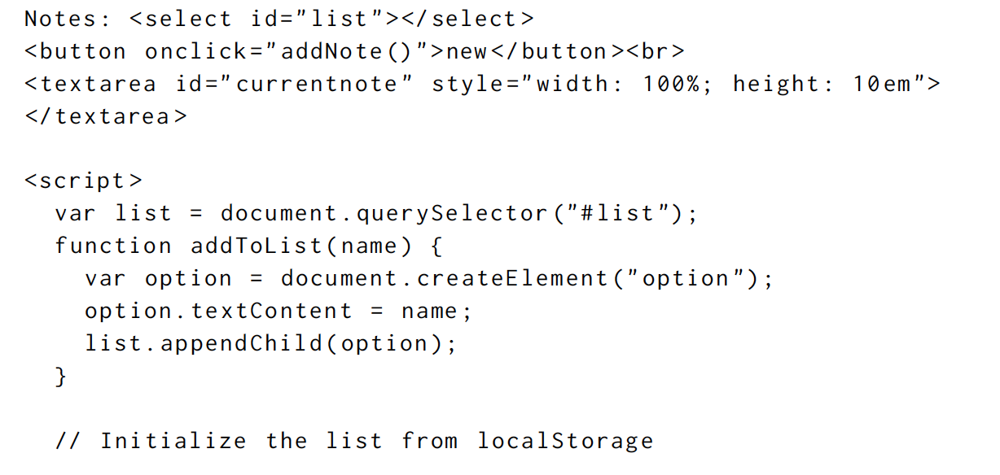 Notes: <select id="list"></select>
<button onclick="addNote()">new</button><br>
<textarea id="currentnote" style="width: 100%; height: 10em">
</textarea>

<script>
  var list = document.querySelector("#list");
  function addToList(name) {
    var option = document.createElement("option");
    option.textContent = name;
    list.appendChild(option);
  }

  // Initialize the list from localStorage